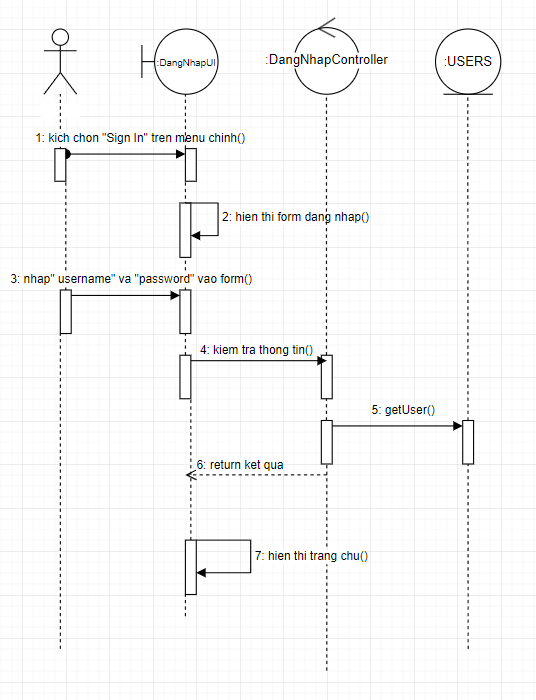 :DangNhapUI
:DangNhapController
:USERS
1: kich chon "Sign In" tren menu chinh()
2: hien thi form dang nhap()
3: nhap" username" va "password" vao form()
4: kiem tra thong tin()
5: getUser()
6: return ket qua
7: hien thi trang chu()